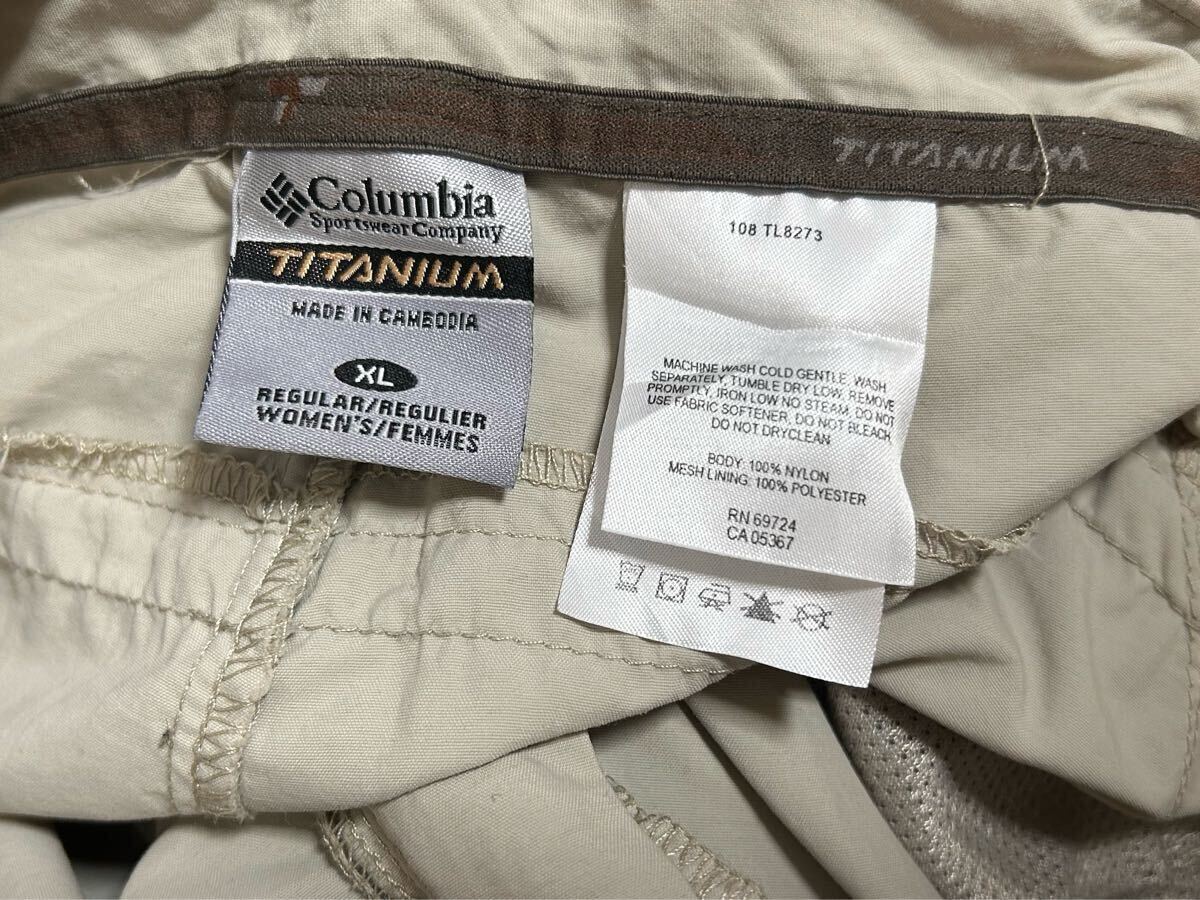 TITANIUM
Columbia
Sportswear Company
TITANIUM
MADE IN CAMBODIA
XL
REGULAR/REGULIER
WOMEN'S/FEMMES
108 TL8273
MACHINE WASH COLD GENTLE, WASH
SEPARATELY, TUMBLE DRY LOW, REMOVE
PROMPTLY, IRON LOW NO STEAM, DO NOT
USE FABRIC SOFTENER, DO NOT BLEACH
DO NOT DRYCLEAN
BODY: 100% NYLON
MESH LINING: 100% POLYESTER
RN 69724
CA 05367